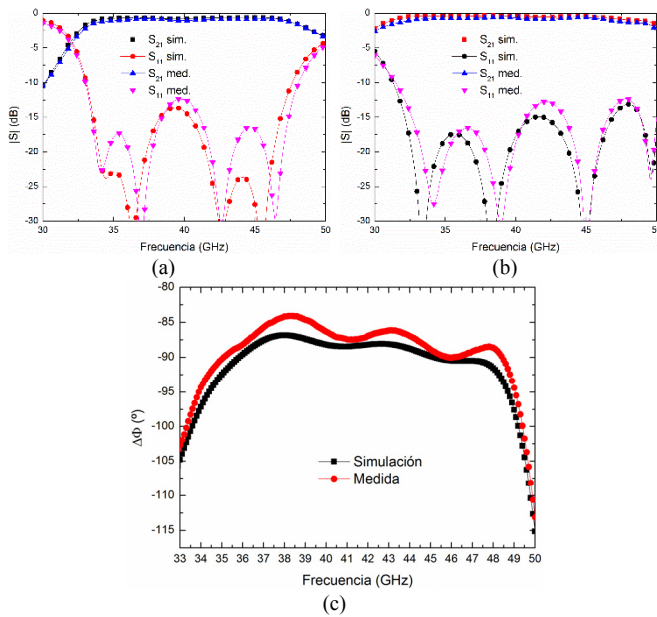 (a)
|S| (dB)
0
-5
-10
-15
-20
-25
-30
S21 sim.
S11 sim.
S21 med.
S11 med.
30 35 40 45 50
Frecuencia (GHz)
(b)
|S| (dB)
0
-5
-10
-15
-20
-25
-30
S21 sim.
S11 sim.
S21 med.
S11 med.
30 35 40 45 50
Frecuencia (GHz)
ΔΦ (º)
-80
-85
-90
-95
-100
-105
-110
-115
Simulación
Medida
33 34 35 36 37 38 39 40 41 42 43 44 45 46 47 48 49 50
Frecuencia (GHz)
(c)